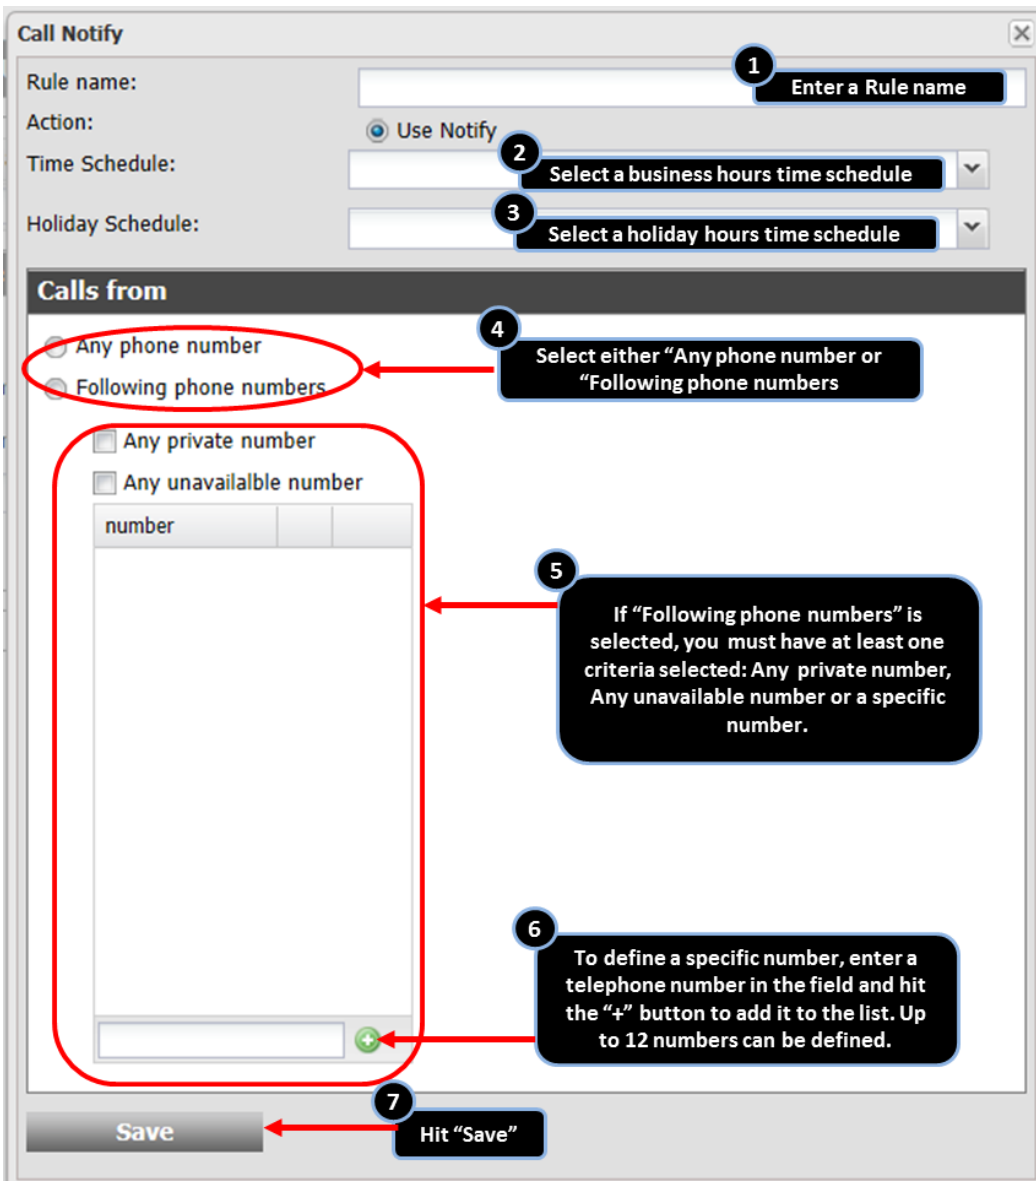 Call Notify
Rule name:
1
Enter a Rule name
Action:
Use Notify
Time Schedule:
2
Select a business hours time schedule
Holiday Schedule:
3
Select a holiday hours time schedule
Calls from
Any phone number
Following phone numbers
4
Select either “Any phone number or
“Following phone numbers
Any private number
Any unavailalble number
number
5
If “Following phone numbers” is
selected, you must have at least one
criteria selected: Any private number,
Any unavailable number or a specific
number.
6
To define a specific number, enter a
telephone number in the field and hit
the “+” button to add it to the list. Up
to 12 numbers can be defined.
Save
7
Hit “Save”